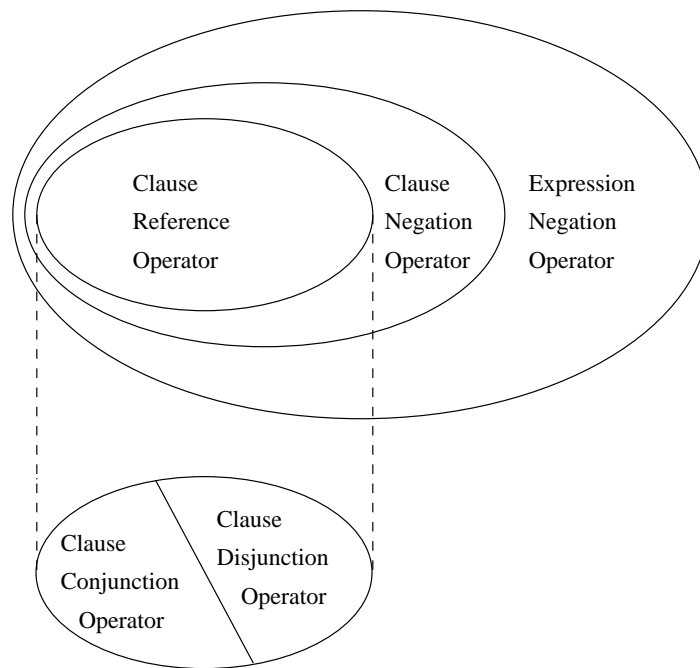 Clause
Reference
Operator
Clause
Negation
Operator
Expression
Negation
Operator
Clause
Conjunction
Operator
Clause
Disjunction
Operator